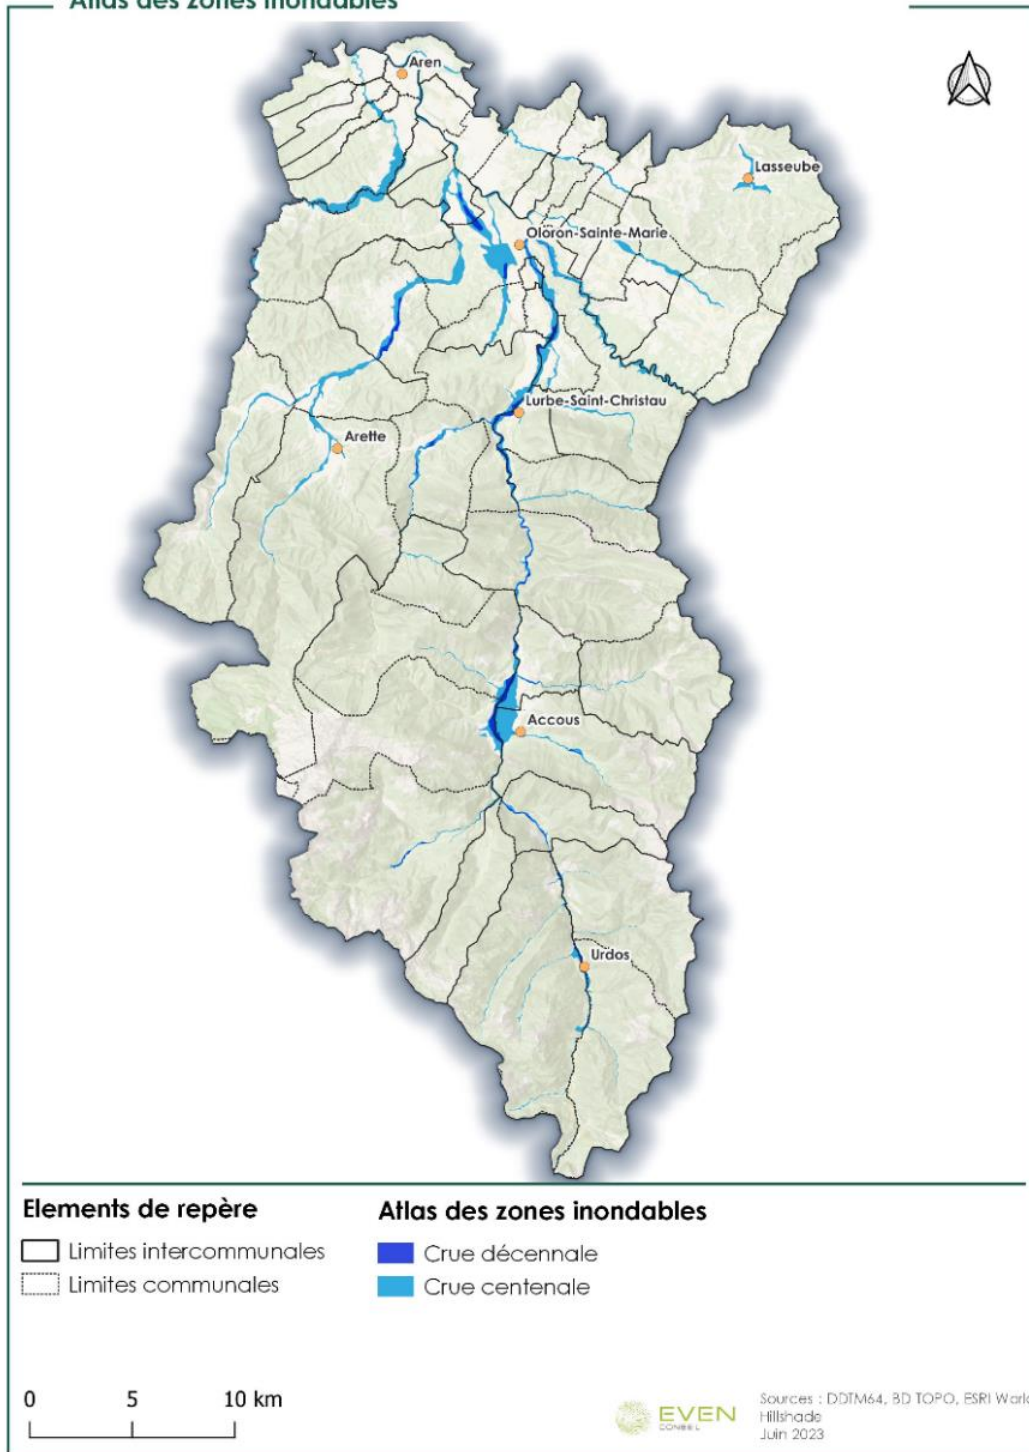 Atlas des zones inondables
Aren
Lasseube
Oloron-Sainte-Marie
Lurbe-Saint-Christau
Arette
Accous
Urdos
Elements de repère
Limites intercommunales
Limites communales
Atlas des zones inondables
Crue décennale
Crue centenale
0 5 10 km
EVEN
CONSEIL
Sources : DDTM64, BD TOPO, ESRI World
Hillshade
Juin 2023